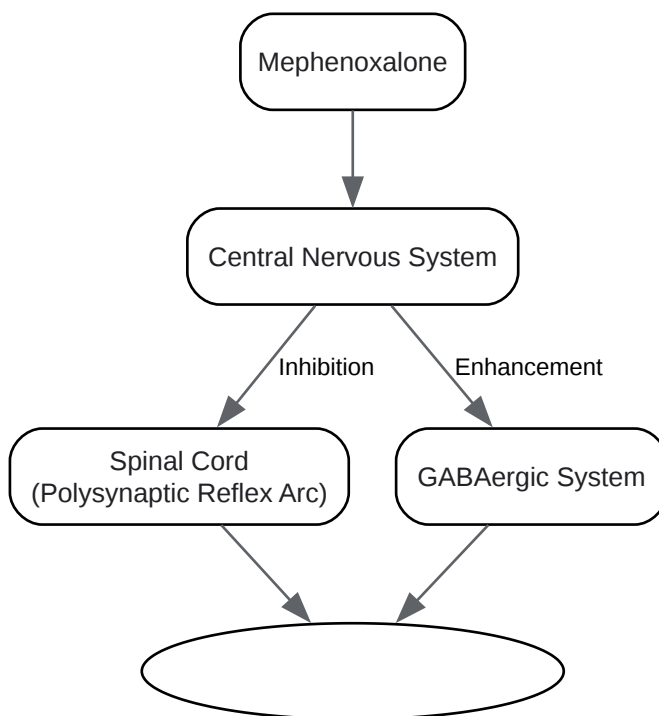 Mephenoxalone
Central Nervous System
Inhibition
Enhancement
Spinal Cord
(Polysynaptic Reflex Arc)
GABAergic System